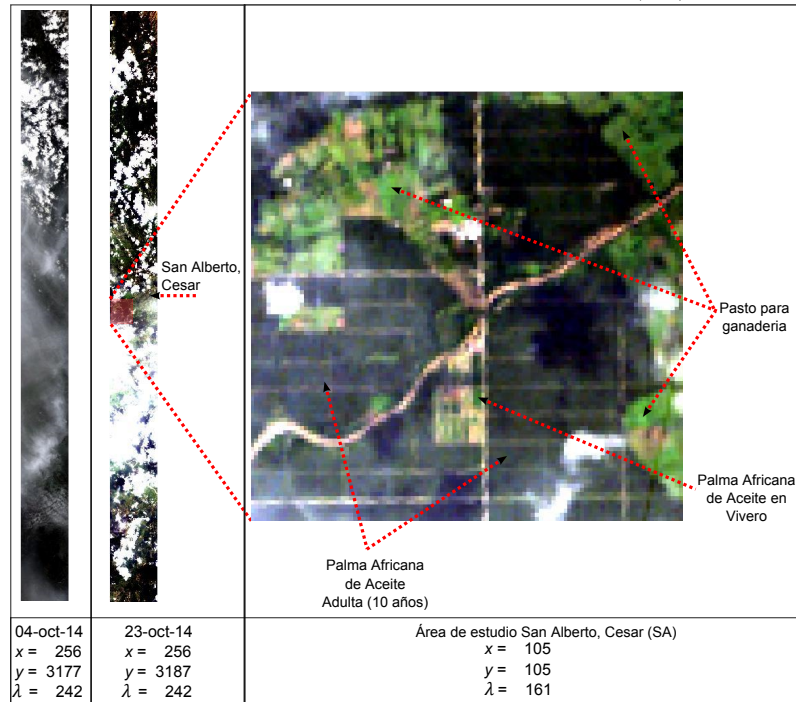 San Alberto,
Cesar
Pasto para
ganaderia
Palma Africana
de Aceite en
Vivero
Palma Africana
de Aceite
Adulta (10 años)
04-oct-14
x = 256
y = 3177
λ = 242
23-oct-14
x = 256
y = 3187
λ = 242
Área de estudio San Alberto, Cesar (SA)
x = 105
y = 105
λ = 161